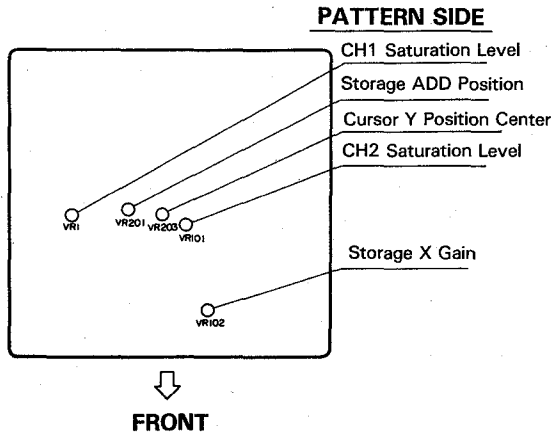 PATTERN SIDE
CH1 Saturation Level
Storage ADD Position
Cursor Y Position Center
CH2 Saturation Level
VR1
VR201
VR203
VR101
Storage X Gain
VR102
FRONT